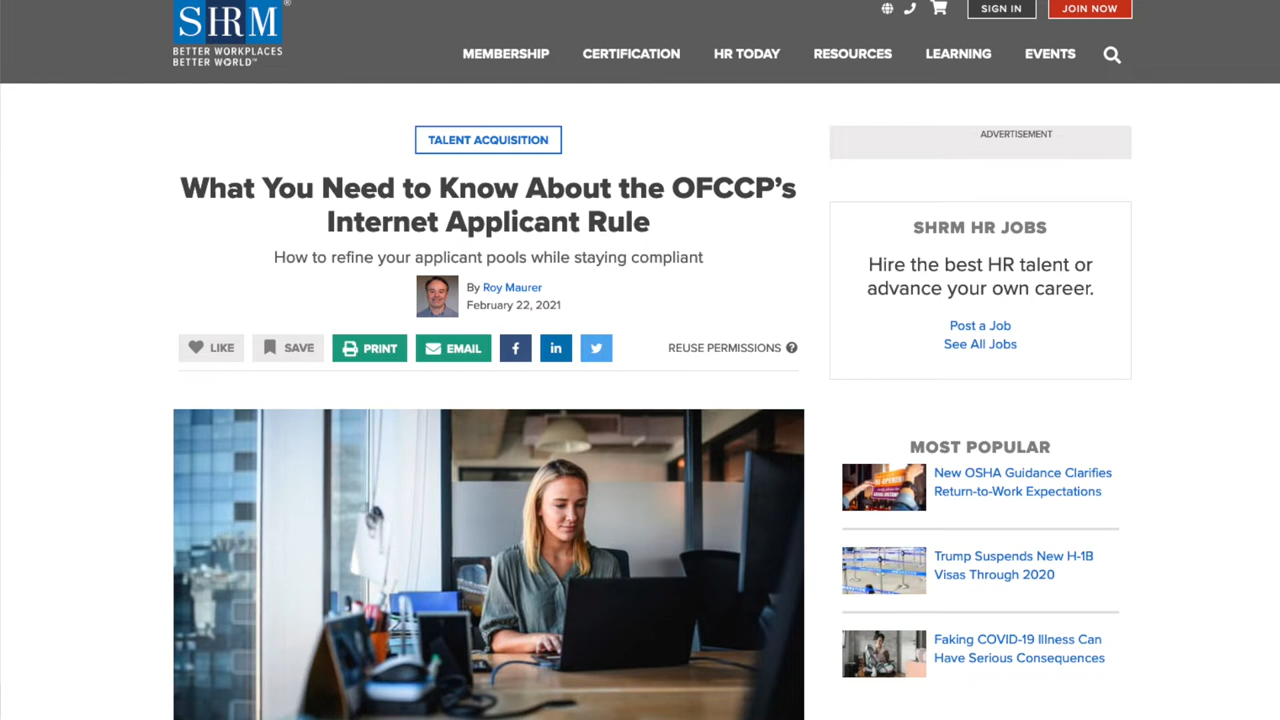 SHRM®
BETTER WORKPLACES
BETTER WORLD™
SIGN IN
JOIN NOW
MEMBERSHIP
CERTIFICATION
HR TODAY
RESOURCES
LEARNING
EVENTS
TALENT ACQUISITION
What You Need to Know About the OFCCP’s
Internet Applicant Rule
How to refine your applicant pools while staying compliant
By Roy Maurer
February 22, 2021
LIKE
SAVE
PRINT
EMAIL
f
in
REUSE PERMISSIONS ?
ADVERTISEMENT
SHRM HR JOBS
Hire the best HR talent or
advance your own career.
Post a Job
See All Jobs
MOST POPULAR
New OSHA Guidance Clarifies
Return-to-Work Expectations
Trump Suspends New H-1B
Visas Through 2020
Faking COVID-19 Illness Can
Have Serious Consequences